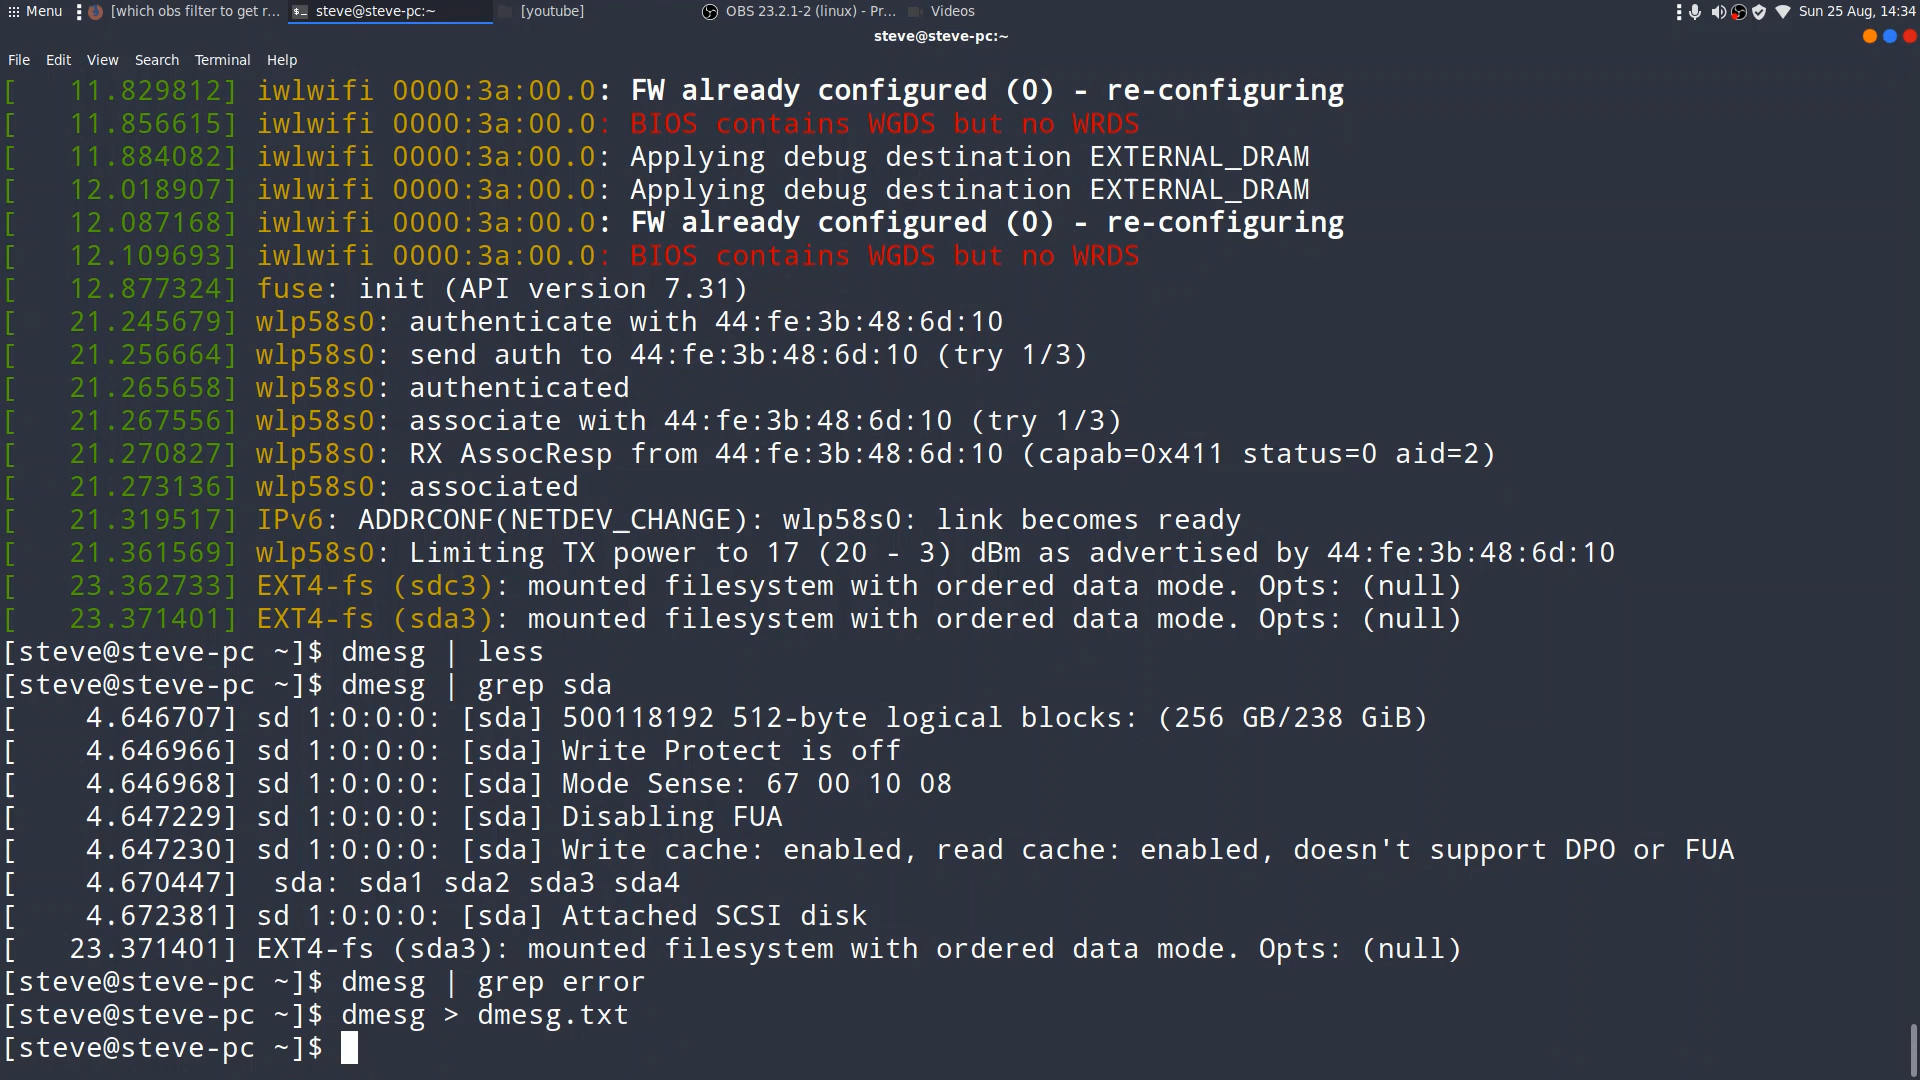 Menu [which obs filter to get r... steve@steve-pc:~ [youtube] OBS 23.2.1-2 (linux) - Pr... Videos Sun 25 Aug, 14:34
steve@steve-pc:~
File Edit View Search Terminal Help
[   11.829812] iwlwifi 0000:3a:00.0: FW already configured (0) - re-configuring
[   11.856615] iwlwifi 0000:3a:00.0: BIOS contains WGDS but no WRDS
[   11.884082] iwlwifi 0000:3a:00.0: Applying debug destination EXTERNAL_DRAM
[   12.018907] iwlwifi 0000:3a:00.0: Applying debug destination EXTERNAL_DRAM
[   12.087168] iwlwifi 0000:3a:00.0: FW already configured (0) - re-configuring
[   12.109693] iwlwifi 0000:3a:00.0: BIOS contains WGDS but no WRDS
[   12.877324] fuse: init (API version 7.31)
[   21.245679] wlp58s0: authenticate with 44:fe:3b:48:6d:10
[   21.256664] wlp58s0: send auth to 44:fe:3b:48:6d:10 (try 1/3)
[   21.265658] wlp58s0: authenticated
[   21.267556] wlp58s0: associate with 44:fe:3b:48:6d:10 (try 1/3)
[   21.270827] wlp58s0: RX AssocResp from 44:fe:3b:48:6d:10 (capab=0x411 status=0 aid=2)
[   21.273136] wlp58s0: associated
[   21.319517] IPv6: ADDRCONF(NETDEV_CHANGE): wlp58s0: link becomes ready
[   21.361569] wlp58s0: Limiting TX power to 17 (20 - 3) dBm as advertised by 44:fe:3b:48:6d:10
[   23.362733] EXT4-fs (sdc3): mounted filesystem with ordered data mode. Opts: (null)
[   23.371401] EXT4-fs (sda3): mounted filesystem with ordered data mode. Opts: (null)
[steve@steve-pc ~]$ dmesg | less
[steve@steve-pc ~]$ dmesg | grep sda
[    4.646707] sd 1:0:0:0: [sda] 500118192 512-byte logical blocks: (256 GB/238 GiB)
[    4.646966] sd 1:0:0:0: [sda] Write Protect is off
[    4.646968] sd 1:0:0:0: [sda] Mode Sense: 67 00 10 08
[    4.647229] sd 1:0:0:0: [sda] Disabling FUA
[    4.647230] sd 1:0:0:0: [sda] Write cache: enabled, read cache: enabled, doesn't support DPO or FUA
[    4.670447]  sda: sda1 sda2 sda3 sda4
[    4.672381] sd 1:0:0:0: [sda] Attached SCSI disk
[   23.371401] EXT4-fs (sda3): mounted filesystem with ordered data mode. Opts: (null)
[steve@steve-pc ~]$ dmesg | grep error
[steve@steve-pc ~]$ dmesg > dmesg.txt
[steve@steve-pc ~]$